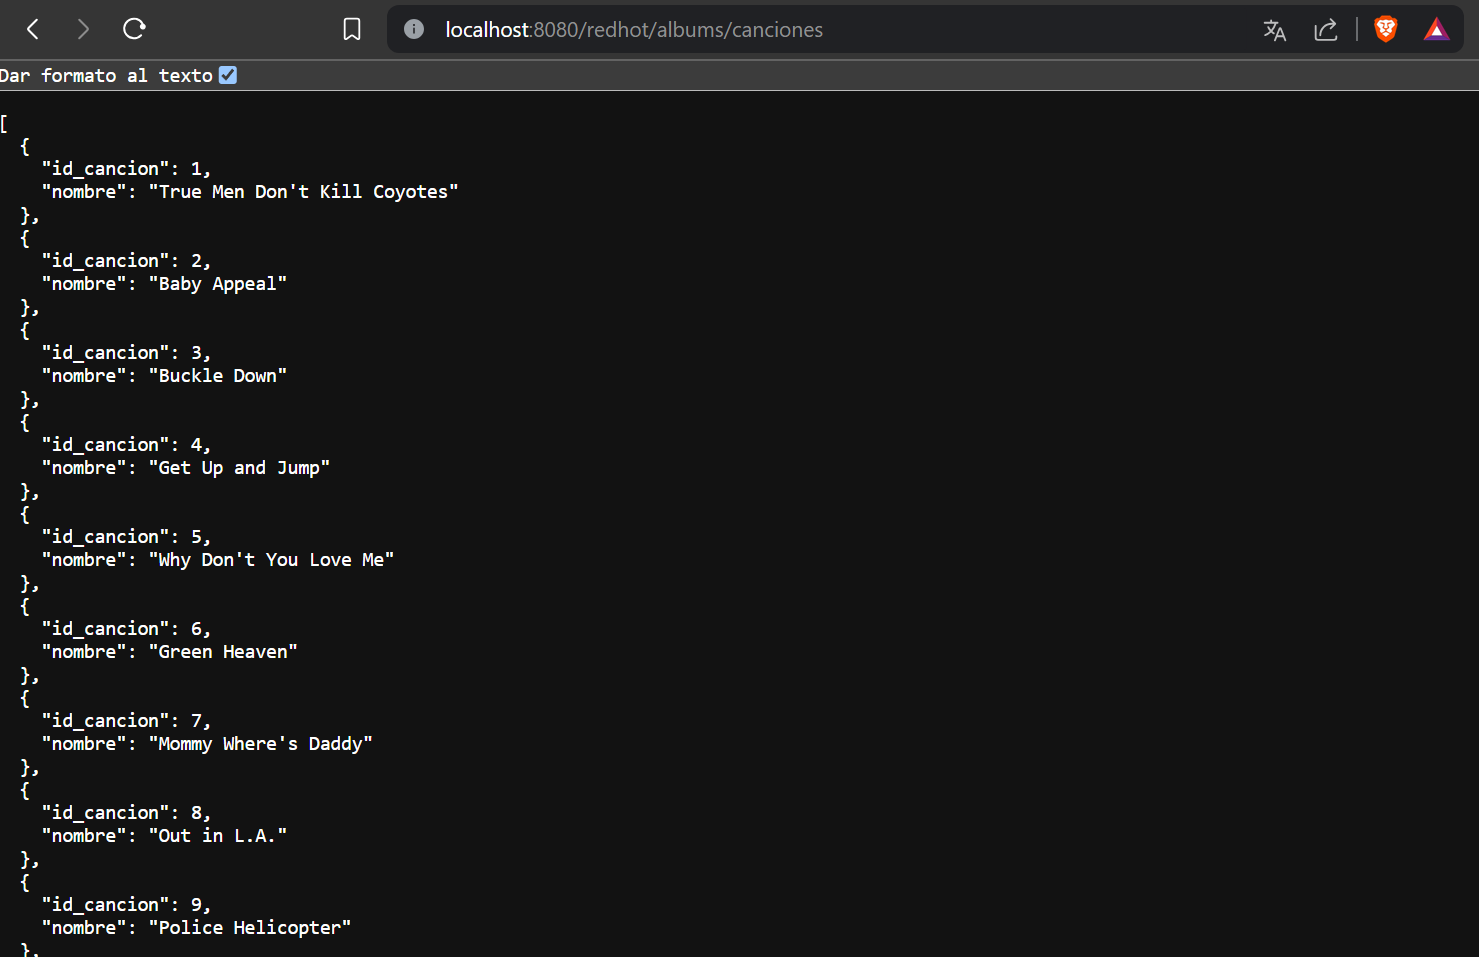 localhost:8080/redhot/albums/canciones
Dar formato al texto
[
  {
    "id_cancion": 1,
    "nombre": "True Men Don't Kill Coyotes"
  },
  {
    "id_cancion": 2,
    "nombre": "Baby Appeal"
  },
  {
    "id_cancion": 3,
    "nombre": "Buckle Down"
  },
  {
    "id_cancion": 4,
    "nombre": "Get Up and Jump"
  },
  {
    "id_cancion": 5,
    "nombre": "Why Don't You Love Me"
  },
  {
    "id_cancion": 6,
    "nombre": "Green Heaven"
  },
  {
    "id_cancion": 7,
    "nombre": "Mommy Where's Daddy"
  },
  {
    "id_cancion": 8,
    "nombre": "Out in L.A."
  },
  {
    "id_cancion": 9,
    "nombre": "Police Helicopter"
  },